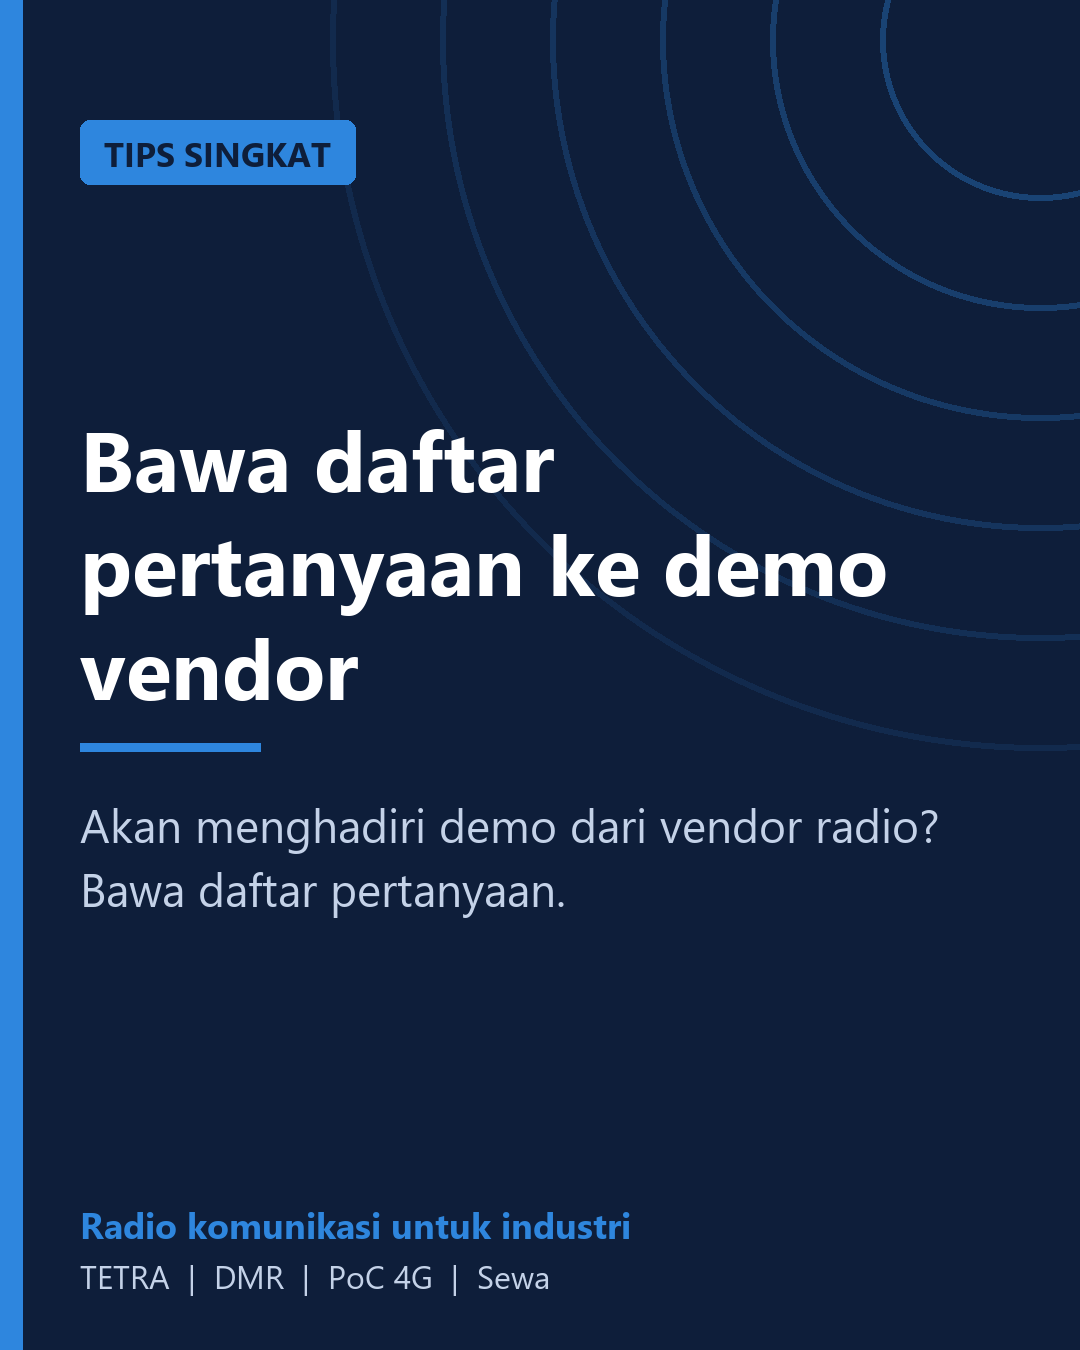 TIPS SINGKAT
Bawa daftar
pertanyaan ke demo
vendor
Akan menghadiri demo dari vendor radio?
Bawa daftar pertanyaan.
Radio komunikasi untuk industri
TETRA | DMR | PoC 4G | Sewa